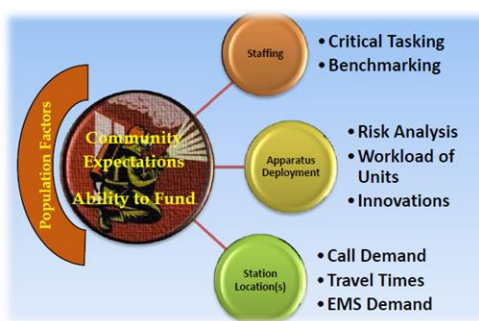 Population Factors
Community
Expectations
Ability to Fund
Staffing
• Critical Tasking
• Benchmarking
Apparatus
Deployment
• Risk Analysis
• Workload of
Units
• Innovations
Station
Location(s)
• Call Demand
• Travel Times
• EMS Demand